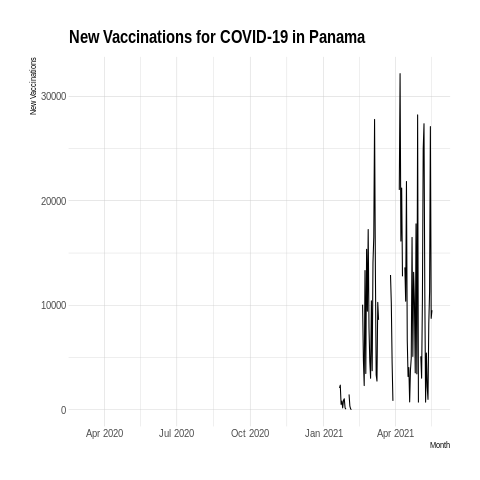 New Vaccinations for COVID-19 in Panama
New Vaccinations
30000
20000
10000
0
Apr 2020 Jul 2020 Oct 2020 Jan 2021 Apr 2021
Month